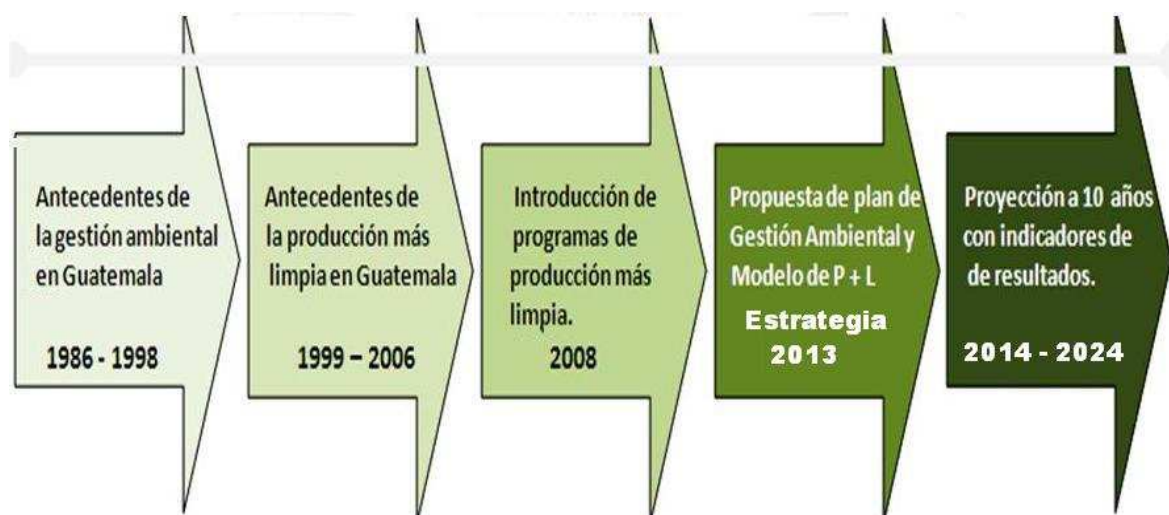 Antecedentes de
la gestión ambiental
en Guatemala
1986 - 1998
Antecedentes de
la producción más
limpia en Guatemala
1999 – 2006
Introducción de
programas de
producción más
limpia.
2008
Propuesta de plan de
Gestión Ambiental y
Modelo de P + L
Estrategia
2013
Proyección a 10 años
con indicadores de
de resultados.
2014 - 2024